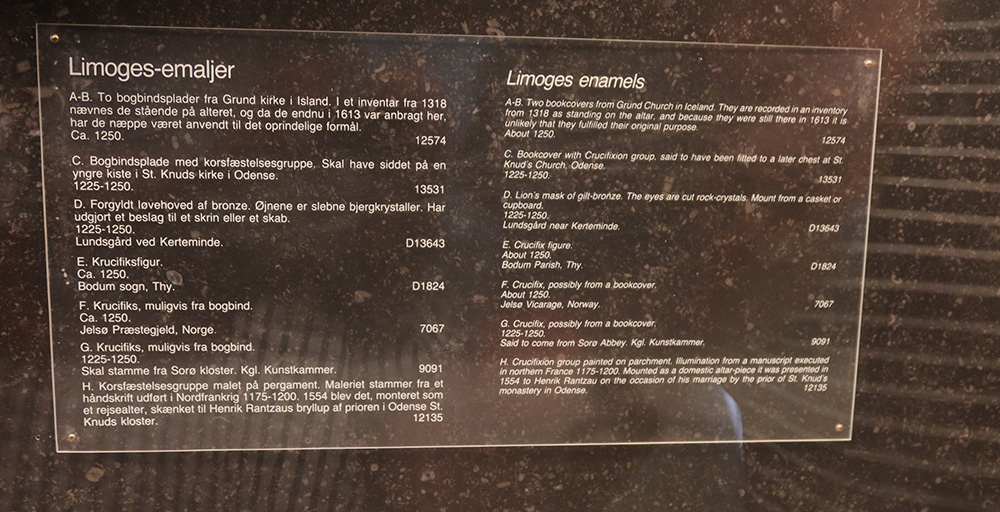 Limoges-emaljer
A-B. To bogbindsplader fra Grund kirke i Island. I et inventar fra 1318
nævnes de stående på alteret, og da de endnu i 1613 var anbragt her,
har de næppe været anvendt til det oprindelige formål.
Ca. 1250. 12574
C. Bogbindsplade med korsfæstelsesgruppe. Skal have siddet på en
yngre kiste i St. Knuds kirke i Odense.
1225-1250. 13531
D. Forgyldt løvehoved af bronze. Øjnene er slebne bjergkrystaller. Har
udgjort et beslag til et skrin eller et skab.
1225-1250.
Lundsgård ved Kerteminde. D13643
E. Krucifiksfigur.
Ca. 1250.
Bodum sogn, Thy. D1824
F. Krucifiks, muligvis fra bogbind.
Ca. 1250.
Jelsø Præstegjeld, Norge. 7067
G. Krucifiks, muligvis fra bogbind.
1225-1250.
Skal stamme fra Sorø kloster. Kgl. Kunstkammer. 9091
H. Korsfæstelsesgruppe malet på pergament. Maleriet stammer fra et
håndskrift udført i Nordfrankrig 1175-1200. 1554 blev det, monteret som
et rejsealter, skænket til Henrik Rantzaus bryllup af prioren i Odense St.
Knuds kloster. 12135
Limoges enamels
A-B. Two bookcovers from Grund Church in Iceland. They are recorded in an inventory
from 1318 as standing on the altar, and because they were still there in 1613 it is
unlikely that they fulfilled their original purpose.
About 1250. 12574
C. Bookcover with Crucifixion group, said to have been fitted to a later chest at St.
Knud's Church, Odense.
1225-1250. 13531
D. Lion's mask of gilt-bronze. The eyes are cut rock-crystals. Mount from a casket or
cupboard.
1225-1250.
Lundsgård near Kerteminde. D13643
E. Crucifix figure.
About 1250.
Bodum Parish, Thy. D1824
F. Crucifix, possibly from a bookcover.
About 1250.
Jelsø Vicarage, Norway. 7067
G. Crucifix, possibly from a bookcover.
1225-1250.
Said to come from Sorø Abbey. Kgl. Kunstkammer. 9091
H. Crucifixion group painted on parchment. Illumination from a manuscript executed
in northern France 1175-1200. Mounted as a domestic altar-piece it was presented in
1554 to Henrik Rantzau on the occasion of his marriage by the prior of St. Knud's
monastery in Odense. 12135